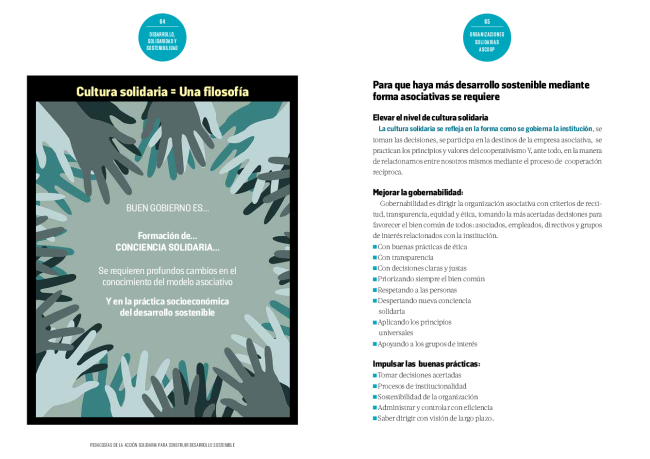 64
DESARROLLO,
SOLIDARIDAD Y
SOSTENIBILIDAD
Cultura solidaria = Una filosofía
BUEN GOBIERNO ES...
Formación de...
CONCIENCIA SOLIDARIA...
Se requieren profundos cambios en el
conocimiento del modelo asociativo
Y en la práctica socioeconómica
del desarrollo sostenible
PEDAGOGÍAS DE LA ACCIÓN SOLIDARIA PARA CONSTRUIR DESARROLLO SOSTENIBLE
65
ORGANIZACIONES
SOLIDARIAS
ASCOOP
Para que haya más desarrollo sostenible mediante
forma asociativas se requiere
Elevar el nivel de cultura solidaria
La cultura solidaria se refleja en la forma como se gobierna la institución, se
toman las decisiones, se participa en la destinos de la empresa asociativa, se
practican los principios y valores del cooperativismo Y, ante todo, en la manera
de relacionarnos entre nosotros mismos mediante el proceso de cooperación
recíproca.
Mejorar la gobernabilidad:
Gobernabilidad es dirigir la organización asociativa con criterios de recti-
tud, transparencia, equidad y ética, tomando la más acertadas decisiones para
favorecer el bien común de todos: asociados, empleados, directivos y grupos
de interés relacionados con la institución.
■Con buenas prácticas de ética
■Con transparencia
■Con decisiones claras y justas
■Priorizando siempre el bien común
■Respetando a las personas
■Despertando nueva conciencia
solidaria
■Aplicando los principios
universales
■Apoyando a los grupos de interés
Impulsar las buenas prácticas:
■Tomar decisiones acertadas
■Procesos de institucionalidad
■Sostenibilidad de la organización
■Administrar y controlar con eficiencia
■Saber dirigir con visión de largo plazo.